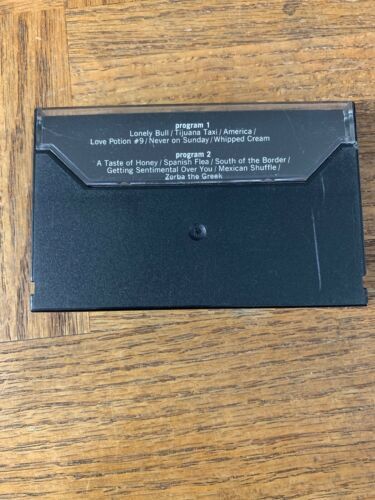 program 1
Lonely Bull / Tijuana Taxi / America /
Love Potion #9 / Never on Sunday / Whipped Cream
program 2
A Taste of Honey / Spanish Flea / South of the Border /
Getting Sentimental Over You / Mexican Shuffle /
Zorba the Greek